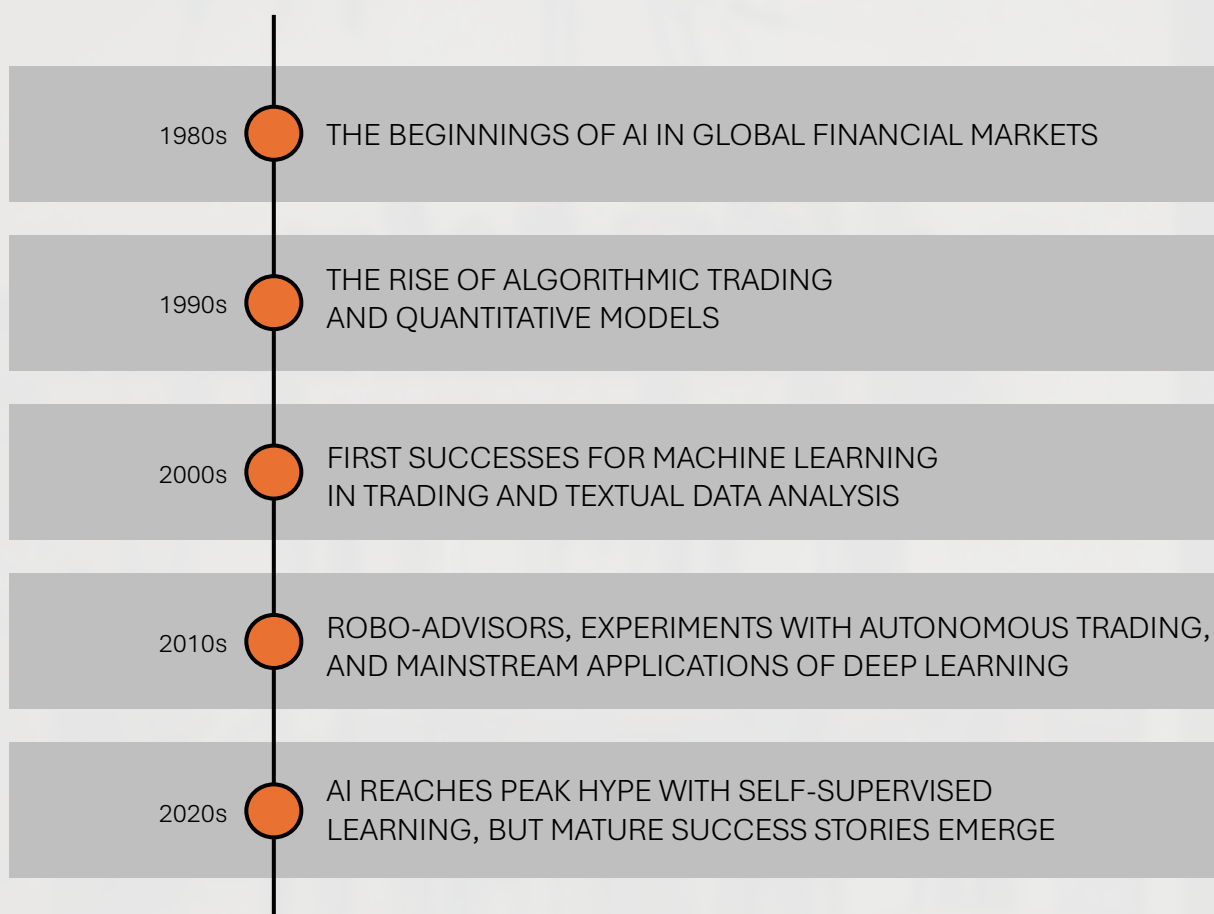 1980s
THE BEGINNINGS OF AI IN GLOBAL FINANCIAL MARKETS
1990s
THE RISE OF ALGORITHMIC TRADING
AND QUANTITATIVE MODELS
2000s
FIRST SUCCESSES FOR MACHINE LEARNING
IN TRADING AND TEXTUAL DATA ANALYSIS
2010s
ROBO-ADVISORS, EXPERIMENTS WITH AUTONOMOUS TRADING,
AND MAINSTREAM APPLICATIONS OF DEEP LEARNING
2020s
AI REACHES PEAK HYPE WITH SELF-SUPERVISED
LEARNING, BUT MATURE SUCCESS STORIES EMERGE